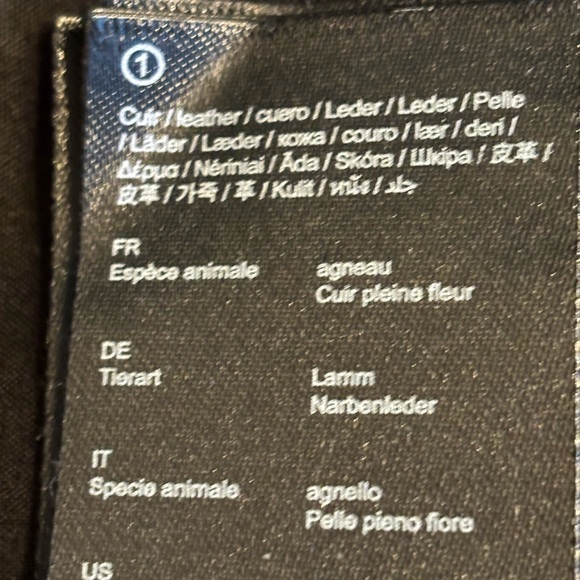 1
Cuir / leather / cuero / Leder / Leder / Pelle
/ Läder / Læder / кожа / couro / lær / deri /
Δέρμα / Nėriniai / Āda / Skóra / Шкіра / 皮革 /
皮革 / 가죽 / 革 / Kulit / หนัง / جلد
FR
Espèce animale agneau
Cuir pleine fleur
DE
Tierart Lamm
Narbenleder
IT
Specie animale agnello
Pelle pieno fiore
US